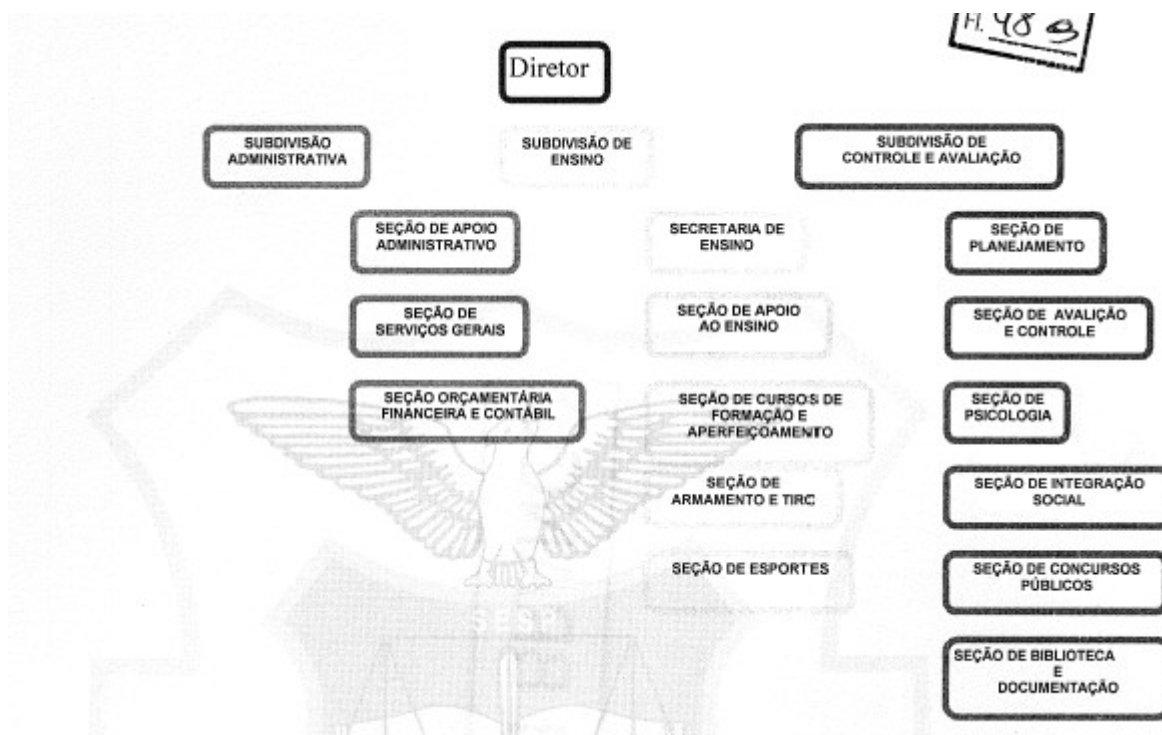 Fl. 48
Diretor
SUBDIVISÃO
ADMINISTRATIVA
SUBDIVISÃO DE
ENSINO
SUBDIVISÃO DE
CONTROLE E AVALIAÇÃO
SEÇÃO DE APOIO
ADMINISTRATIVO
SEÇÃO DE
SERVIÇOS GERAIS
SEÇÃO ORÇAMENTÁRIA
FINANCEIRA E CONTÁBIL
SECRETARIA DE
ENSINO
SEÇÃO DE APOIO
AO ENSINO
SEÇÃO DE CURSOS DE
FORMAÇÃO E
APERFEIÇOAMENTO
SEÇÃO DE
ARMAMENTO E TIRC
SEÇÃO DE ESPORTES
SEÇÃO DE
PLANEJAMENTO
SEÇÃO DE AVALIÇÃO
E CONTROLE
SEÇÃO DE
PSICOLOGIA
SEÇÃO DE INTEGRAÇÃO
SOCIAL
SEÇÃO DE CONCURSOS
PÚBLICOS
SEÇÃO DE BIBLIOTECA
E
DOCUMENTAÇÃO
SESP